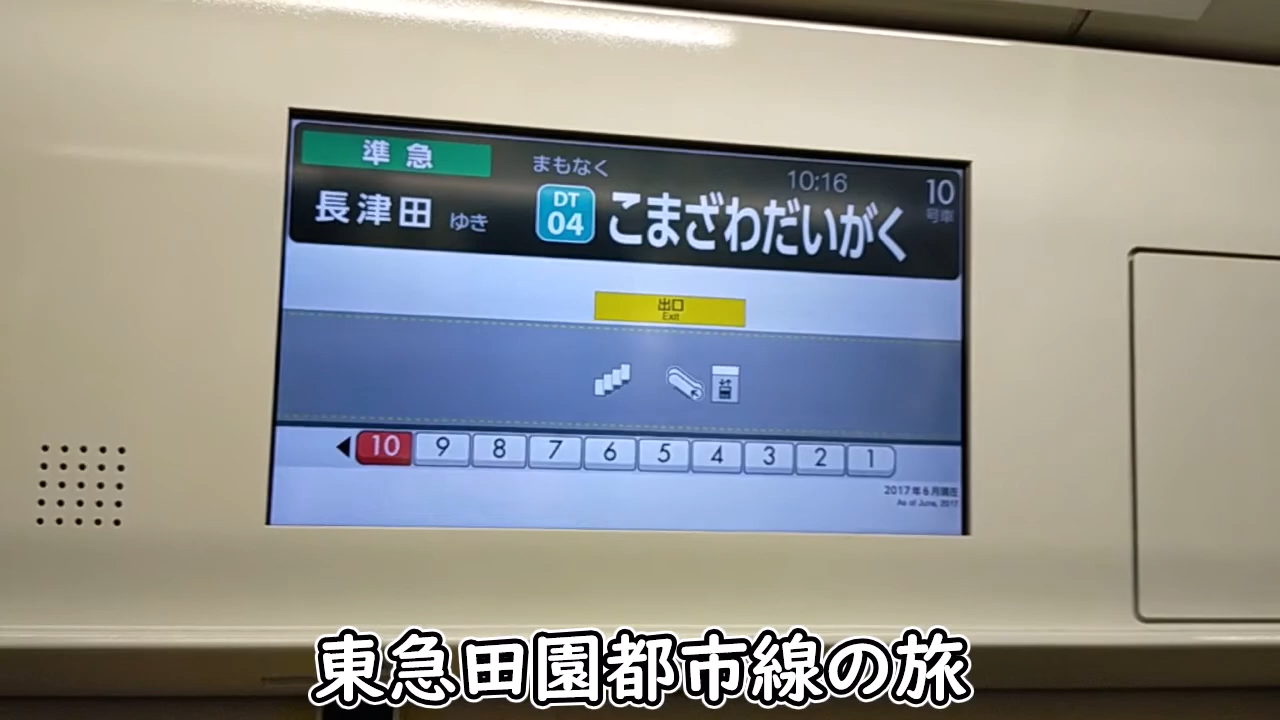 準急
まもなく
10:16
10
号車
長津田 ゆき
DT
04
こまざわだいがく
出口
Exit
10 9 8 7 6 5 4 3 2 1
2017年6月現在
As of June, 2017
東急田園都市線の旅